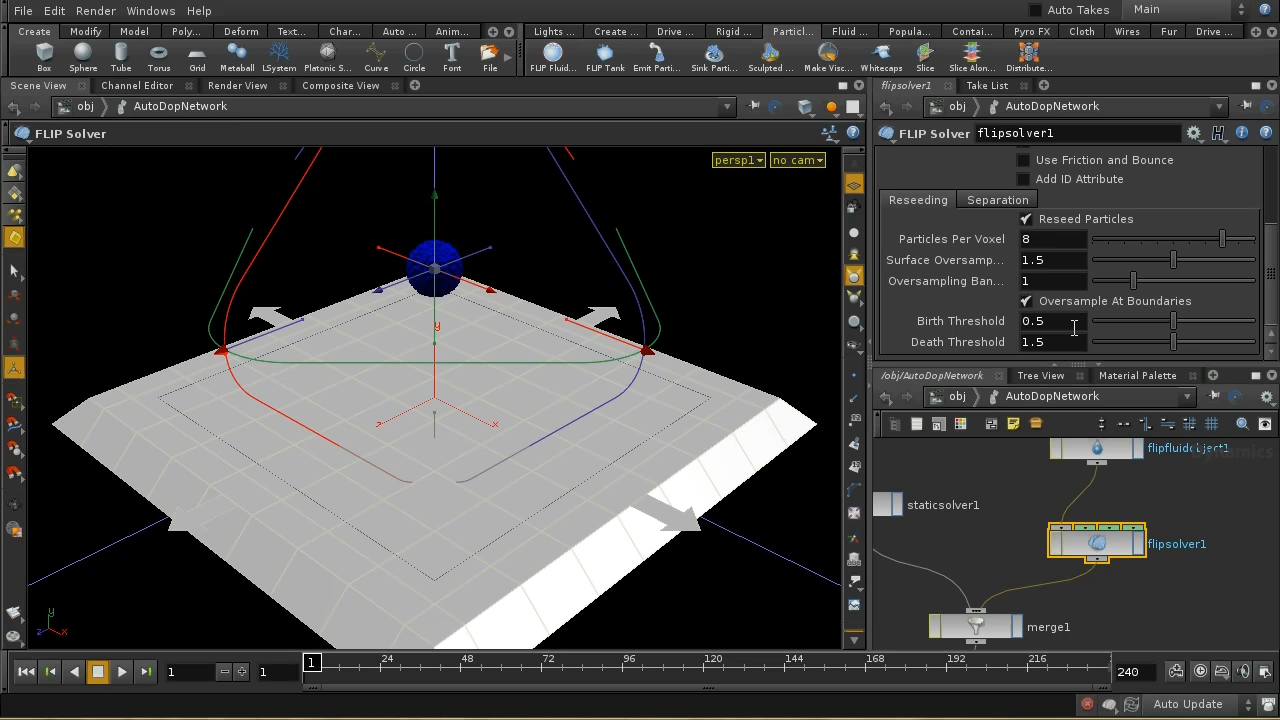 File Edit Render Windows Help Auto Takes Main
Create Modify Model Poly... Deform Text... Char... Auto ... Anim... Lights ... Create ... Drive ... Rigid ... Particl... Fluid ... Popula... Contai... Pyro FX Cloth Wires Fur Drive ...
Box Sphere Tube Torus Grid Metaball LSystem Platonic S... Curve Circle Font File FLIP Fluid... FLIP Tank Emit Parti... Sink Parti... Sculpted ... Make Visc... Whitecaps Slice Slice Alon... Distribute...
Scene View Channel Editor Render View Composite View flipsolver1 Take List
obj AutoDopNetwork obj AutoDopNetwork
FLIP Solver FLIP Solver flipsolver1
persp1 no cam
Use Friction and Bounce
Add ID Attribute
Reseeding Separation
Reseed Particles
Particles Per Voxel 8
Surface Oversamp... 1.5
Oversampling Ban... 1
Oversample At Boundaries
Birth Threshold 0.5
Death Threshold 1.5
y
z x
/obj/AutoDopNetwork Tree View Material Palette
obj AutoDopNetwork
flipfluidobject1
staticsolver1
flipsolver1
merge1
y
z x
1 1 1 24 48 72 96 120 144 168 192 216 240
Auto Update